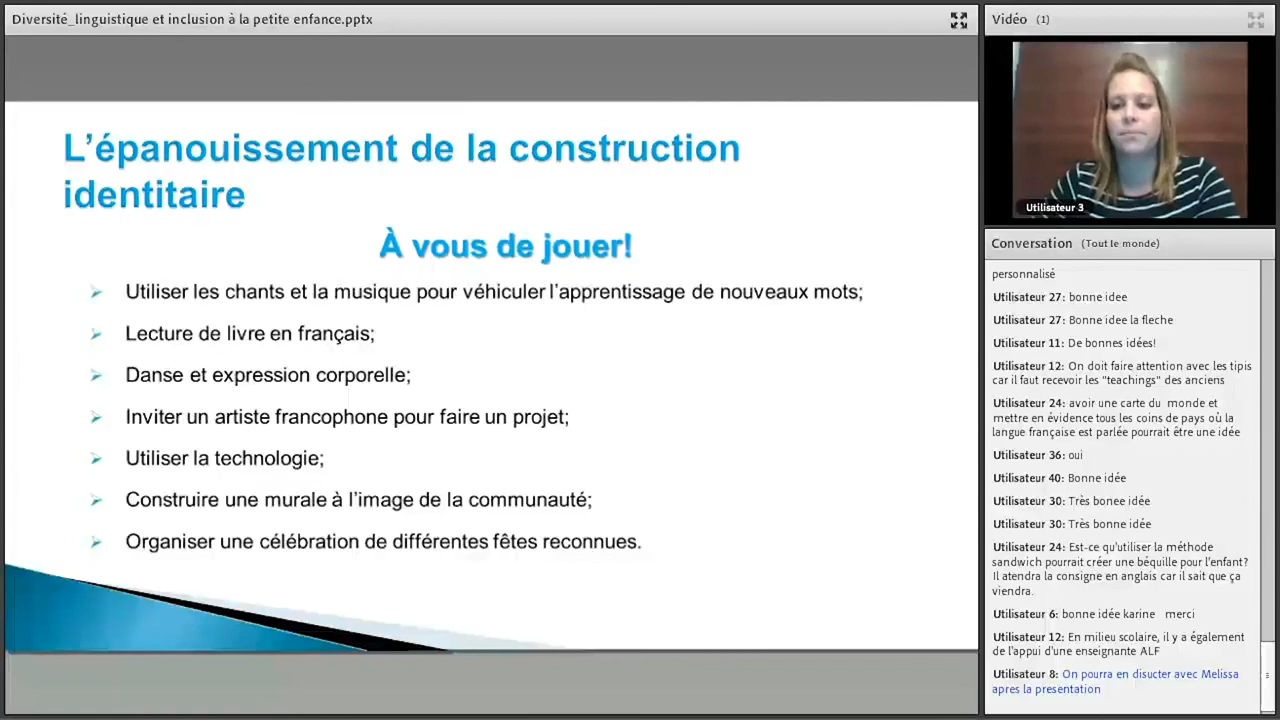 Diversité_linguistique et inclusion à la petite enfance.pptx
L'épanouissement de la construction
identitaire
À vous de jouer!
Utiliser les chants et la musique pour véhiculer l'apprentissage de nouveaux mots;
Lecture de livre en français;
Danse et expression corporelle;
Inviter un artiste francophone pour faire un projet;
Utiliser la technologie;
Construire une murale à l'image de la communauté;
Organiser une célébration de différentes fêtes reconnues.
Vidéo (1)
Utilisateur 3
Conversation (Tout le monde)
personnalisé
Utilisateur 27: bonne idee
Utilisateur 27: Bonne idee la fleche
Utilisateur 11: De bonnes idées!
Utilisateur 12: On doit faire attention avec les tipis
car il faut recevoir les "teachings" des anciens
Utilisateur 24: avoir une carte du monde et
mettre en évidence tous les coins de pays où la
langue française est parlée pourrait être une idée
Utilisateur 36: oui
Utilisateur 40: Bonne idée
Utilisateur 30: Très bonee idée
Utilisateur 30: Très bonne idée
Utilisateur 24: Est-ce qu'utiliser la méthode
sandwich pourrait créer une béquille pour l'enfant?
Il atendra la consigne en anglais car il sait que ça
viendra.
Utilisateur 6: bonne idée karine merci
Utilisateur 12: En milieu scolaire, il y a également
de l'appui d'une enseignante ALF
Utilisateur 8: On pourra en disucter avec Melissa
apres la presentation